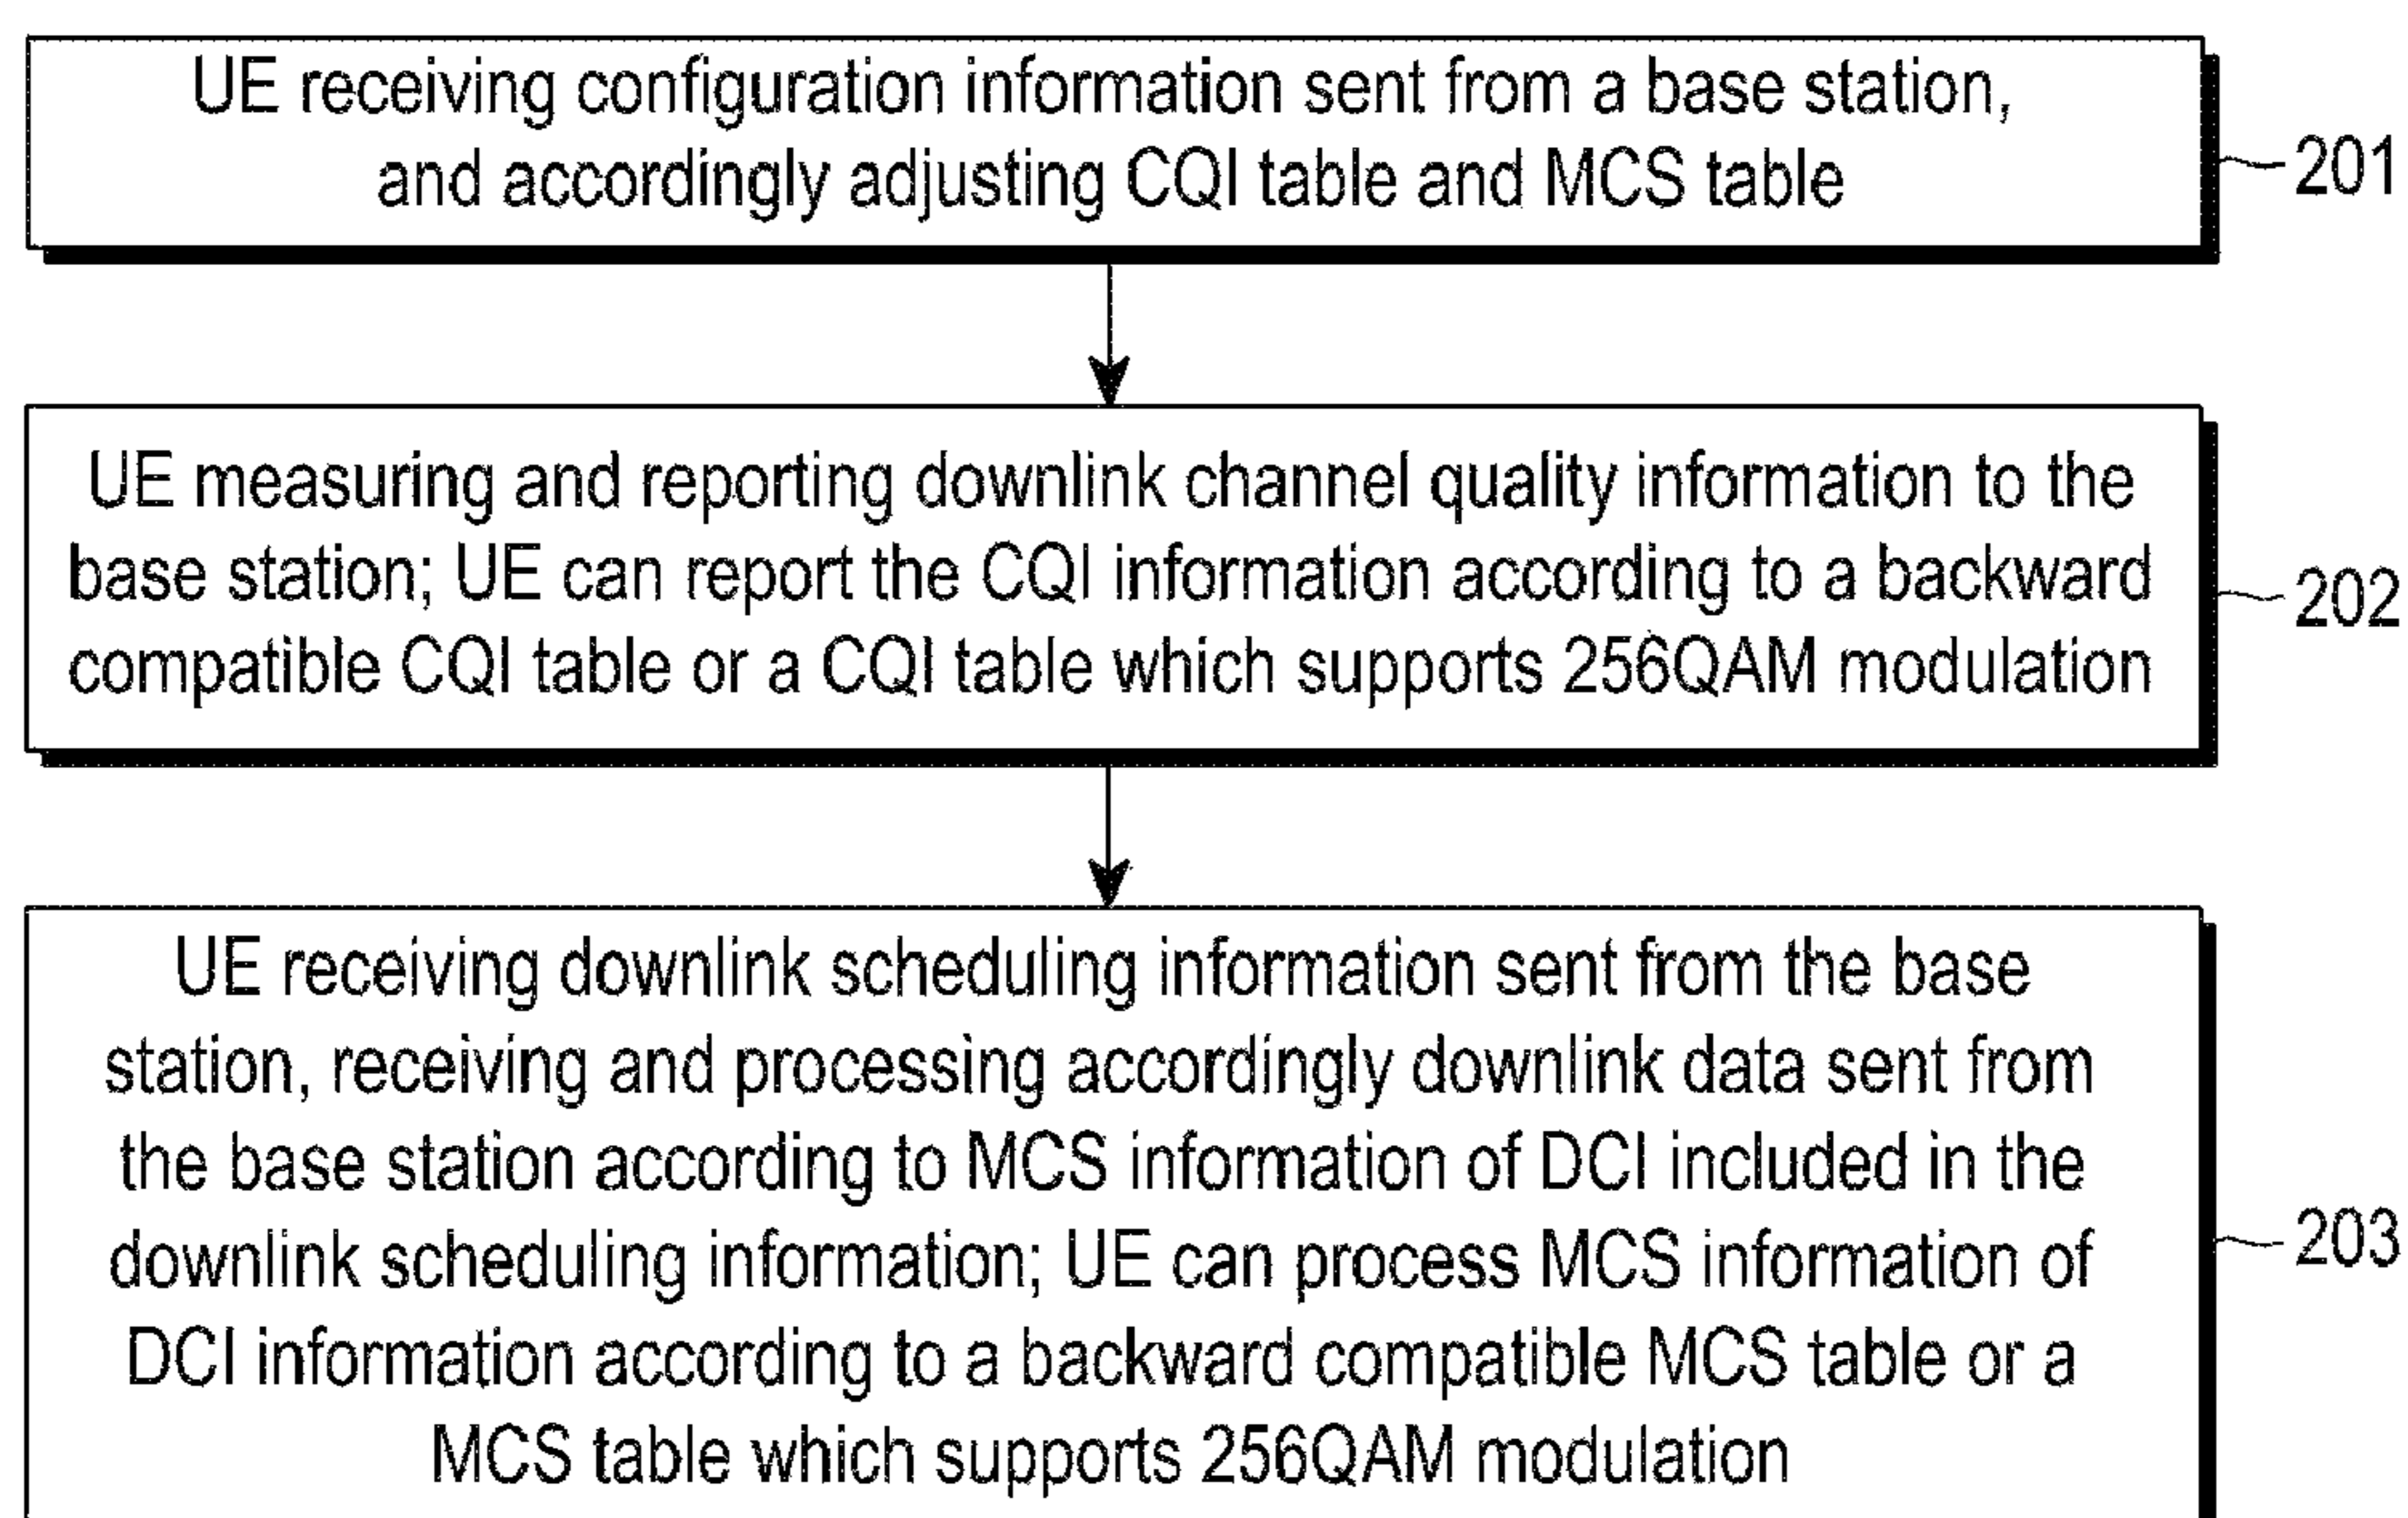 UE receiving configuration information sent from a base station,
and accordingly adjusting CQI table and MCS table
201
UE measuring and reporting downlink channel quality information to the
base station; UE can report the CQI information according to a backward
compatible CQI table or a CQI table which supports 256QAM modulation
202
UE receiving downlink scheduling information sent from the base
station, receiving and processing accordingly downlink data sent from
the base station according to MCS information of DCI included in the
downlink scheduling information; UE can process MCS information of
DCI information according to a backward compatible MCS table or a
MCS table which supports 256QAM modulation
203